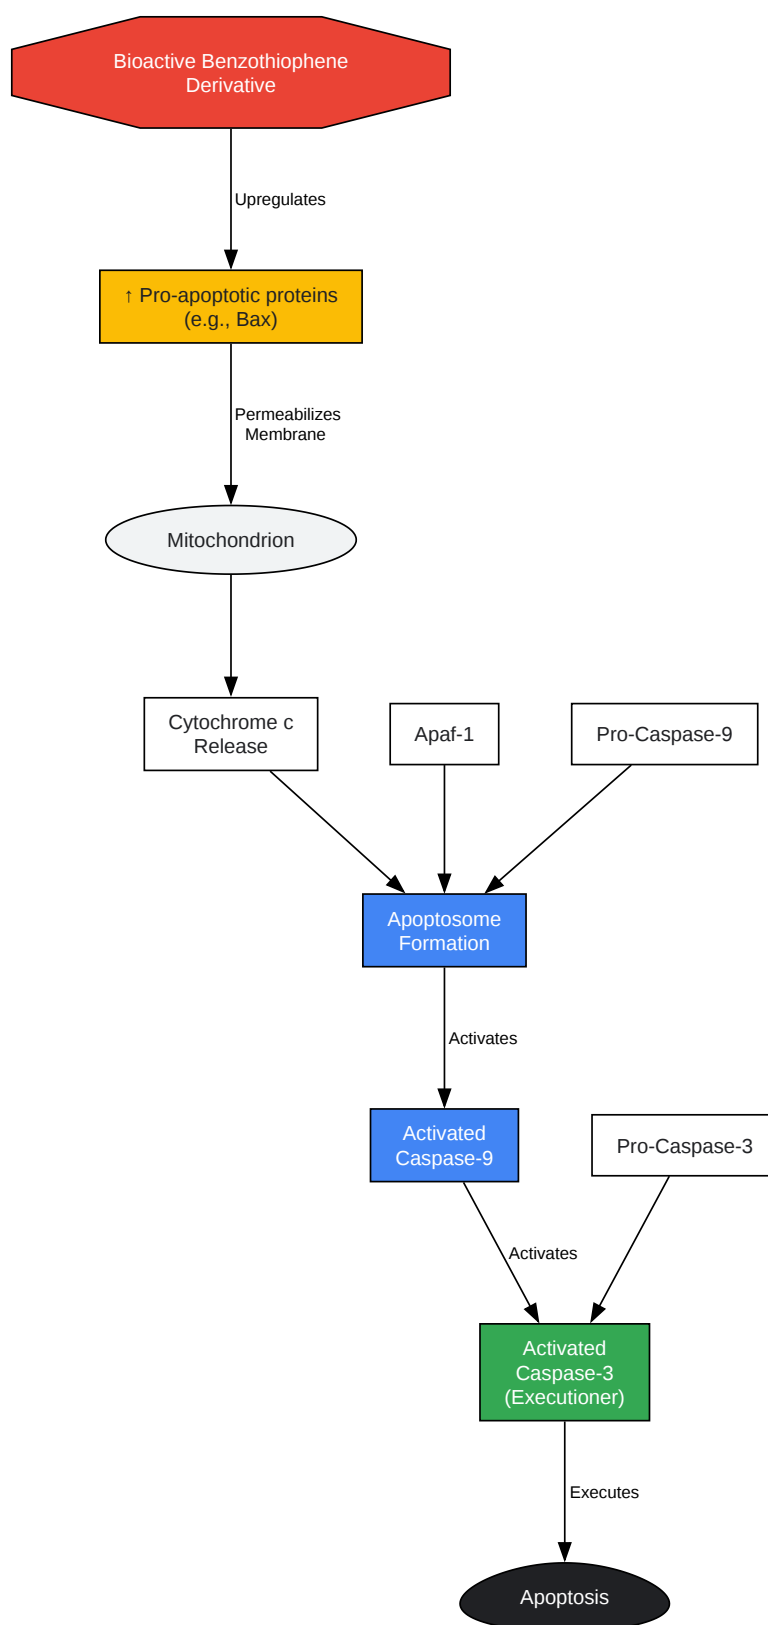 Bioactive Benzothiophene
Derivative
Upregulates
↑ Pro-apoptotic proteins
(e.g., Bax)
Permeabilizes
Membrane
Mitochondrion
Cytochrome c
Release
Apaf-1
Pro-Caspase-9
Apoptosome
Formation
Activates
Activated
Caspase-9
Pro-Caspase-3
Activates
Activated
Caspase-3
(Executioner)
Executes
Apoptosis